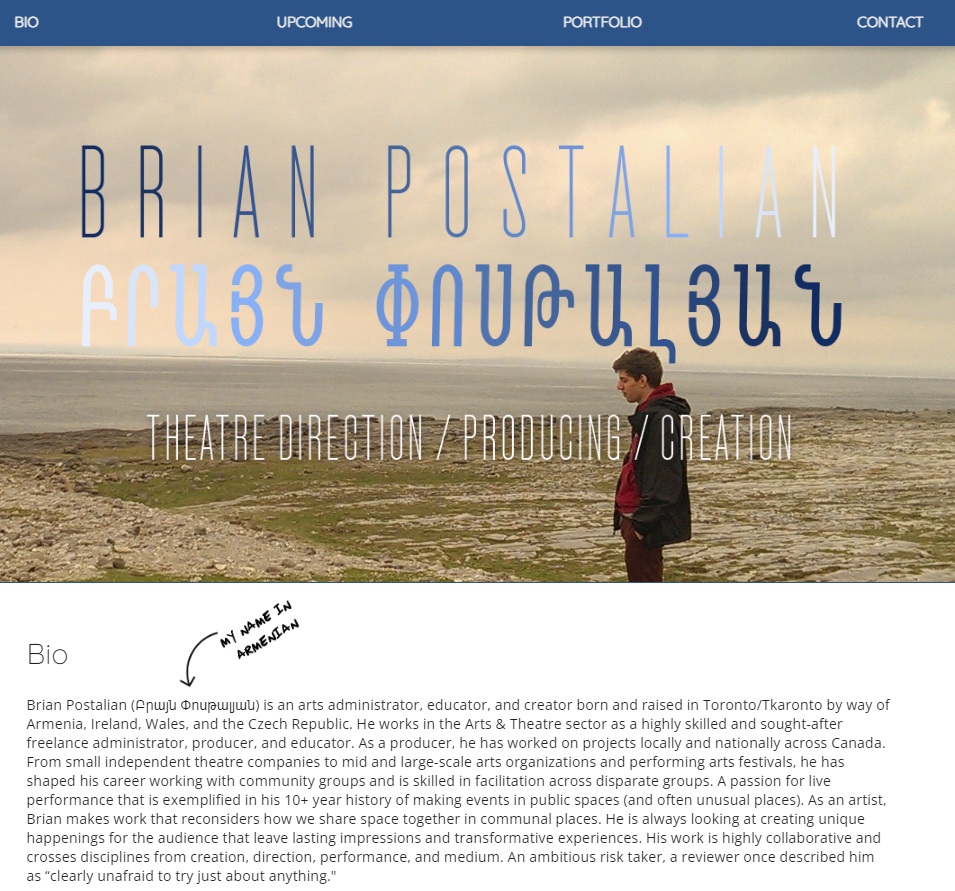 BIO UPCOMING PORTFOLIO CONTACT
BRIAN POSTALIAN
ԲՐԱՅՆ ՓՈՍԹԱԼՅԱՆ
THEATRE DIRECTION / PRODUCING / CREATION
MY NAME IN
ARMENIAN
Bio
Brian Postalian (Բրայն Փոսթալյան) is an arts administrator, educator, and creator born and raised in Toronto/Tkaronto by way of
Armenia, Ireland, Wales, and the Czech Republic. He works in the Arts & Theatre sector as a highly skilled and sought-after
freelance administrator, producer, and educator. As a producer, he has worked on projects locally and nationally across Canada.
From small independent theatre companies to mid and large-scale arts organizations and performing arts festivals, he has
shaped his career working with community groups and is skilled in facilitation across disparate groups. A passion for live
performance that is exemplified in his 10+ year history of making events in public spaces (and often unusual places). As an artist,
Brian makes work that reconsiders how we share space together in communal places. He is always looking at creating unique
happenings for the audience that leave lasting impressions and transformative experiences. His work is highly collaborative and
crosses disciplines from creation, direction, performance, and medium. An ambitious risk taker, a reviewer once described him
as “clearly unafraid to try just about anything."